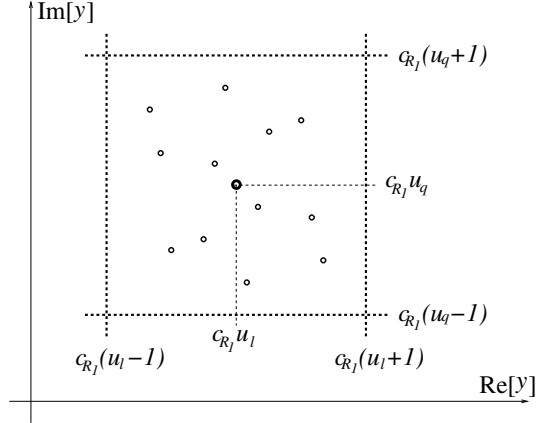 Im[y]
c_{R_1}(u_q+1)
c_{R_1}u_q
c_{R_1}(u_q−1)
c_{R_1}u_l
c_{R_1}(u_l−1) c_{R_1}(u_l+1)
Re[y]